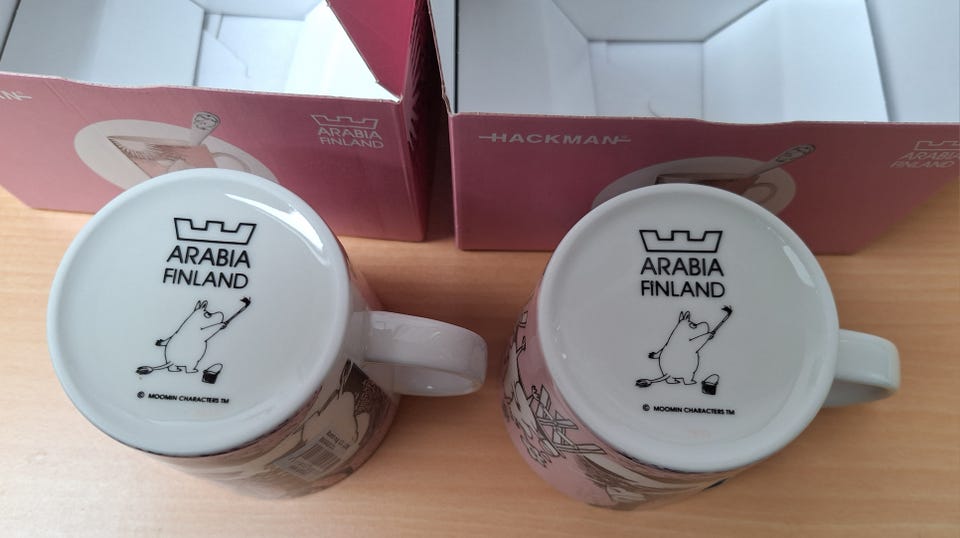 ARABIA
FINLAND
HACKMAN
ARABIA
FINLAND
ARABIA
FINLAND
© MOOMIN CHARACTERS TM
ARABIA
FINLAND
© MOOMIN CHARACTERS TM